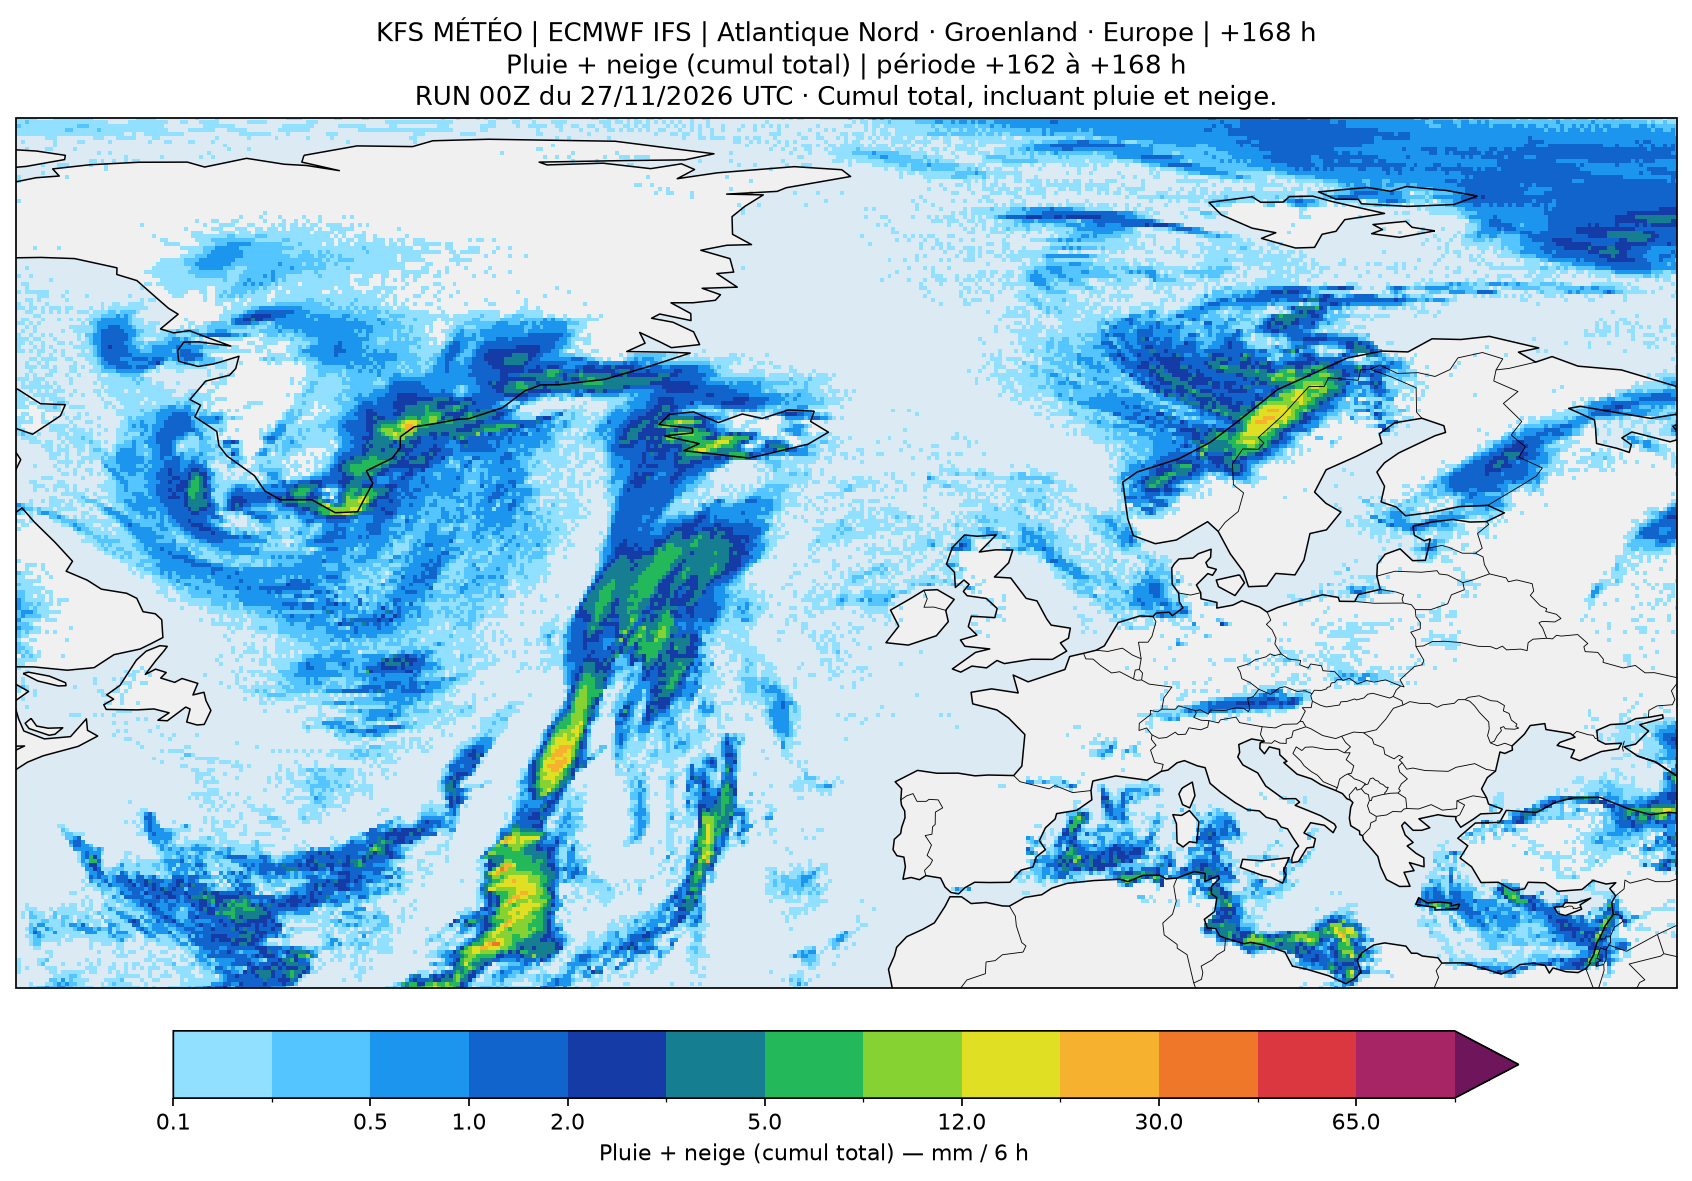 KFS MÉTÉO | ECMWF IFS | Atlantique Nord · Groenland · Europe | +168 h
Pluie + neige (cumul total) | période +162 à +168 h
RUN 00Z du 27/11/2026 UTC · Cumul total, incluant pluie et neige.
0.1 0.5 1.0 2.0 5.0 12.0 30.0 65.0
Pluie + neige (cumul total) — mm / 6 h